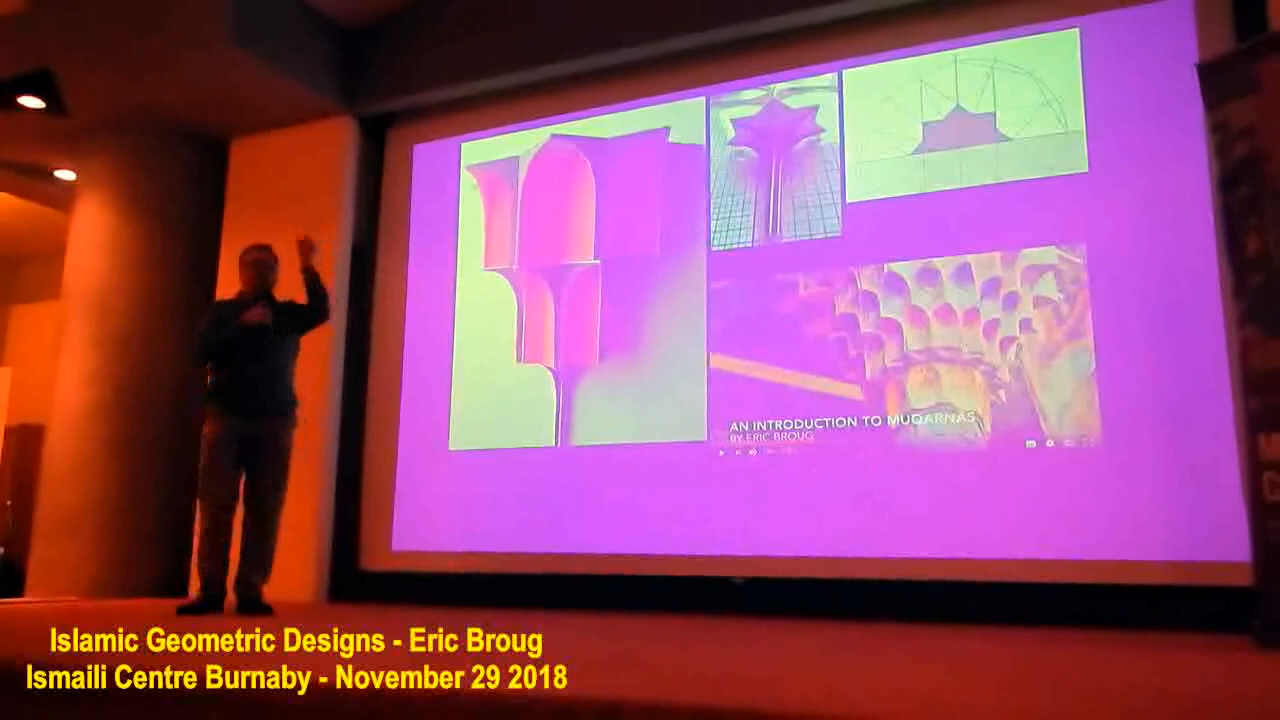 AN INTRODUCTION TO MUQARNAS
BY ERIC BROUG
Islamic Geometric Designs - Eric Broug
Ismaili Centre Burnaby - November 29 2018